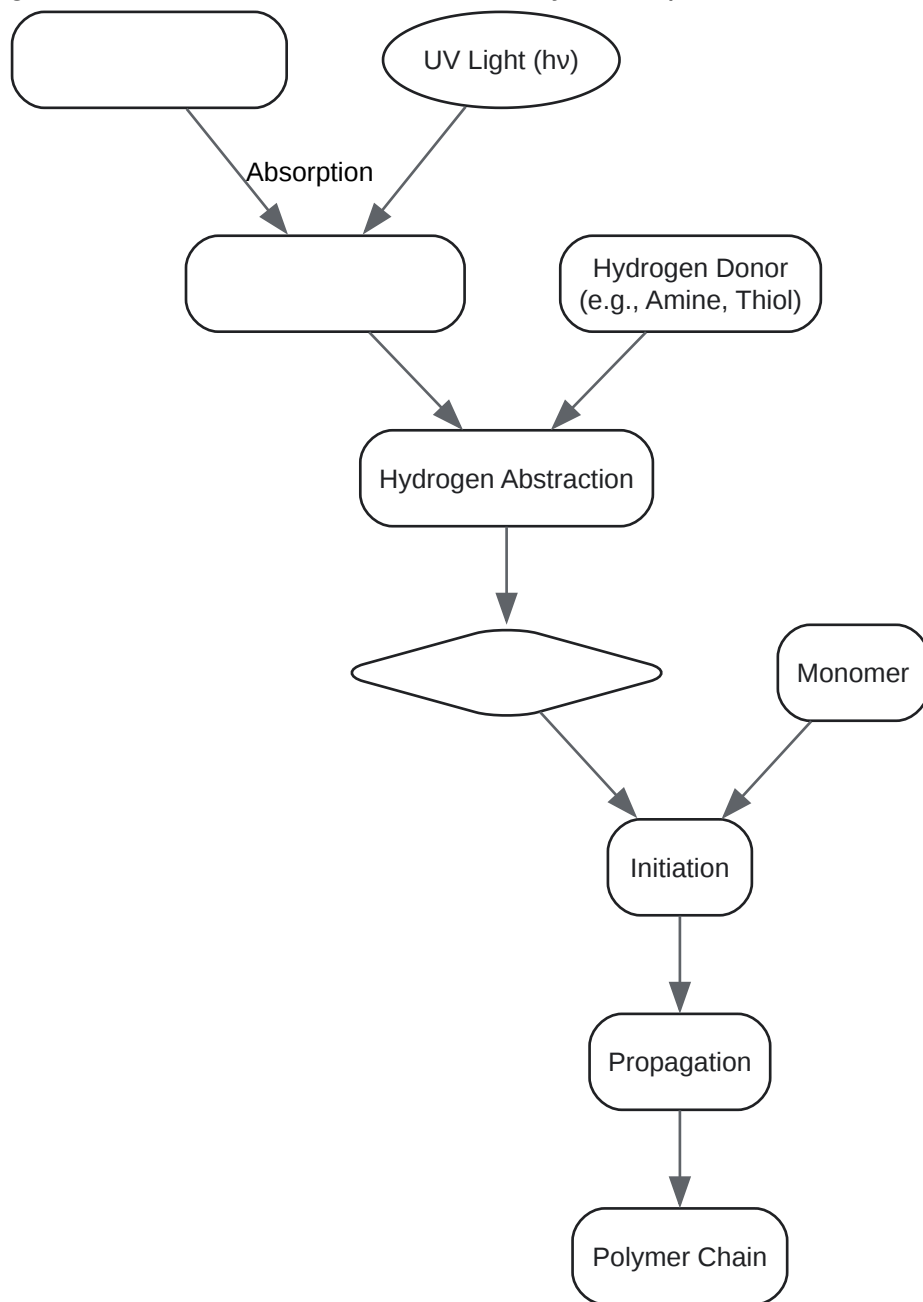 UV Light (hν)
Absorption
Hydrogen Donor
(e.g., Amine, Thiol)
Hydrogen Abstraction
Monomer
Initiation
Propagation
Polymer Chain